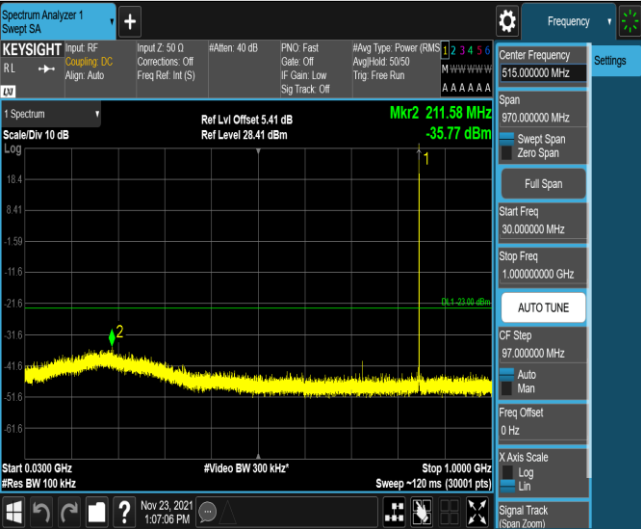 Spectrum Analyzer 1
Swept SA
Frequency
KEYSIGHT
RL
LXI
Input: RF
Coupling: DC
Align: Auto
Input Z: 50 Ω
Corrections: Off
Freq Ref: Int (S)
#Atten: 40 dB
PNO: Fast
Gate: Off
IF Gain: Low
Sig Track: Off
#Avg Type: Power (RMS
Avg|Hold: 50/50
Trig: Free Run
1 2 3 4 5 6
M W W W W W
A A A A A A
1 Spectrum
Scale/Div 10 dB
Log
Ref Lvl Offset 5.41 dB
Ref Level 28.41 dBm
Mkr2 211.58 MHz
-35.77 dBm
18.4
8.41
-1.59
-11.6
-21.6
-31.6
-41.6
-51.6
-61.6
1
2
DL1 -23.00 dBm
Start 0.0300 GHz
#Res BW 100 kHz
#Video BW 300 kHz*
Stop 1.0000 GHz
Sweep ~120 ms (30001 pts)
Center Frequency
515.000000 MHz
Settings
Span
970.000000 MHz
Swept Span
Zero Span
Full Span
Start Freq
30.000000 MHz
Stop Freq
1.000000000 GHz
AUTO TUNE
CF Step
97.000000 MHz
Auto
Man
Freq Offset
0 Hz
X Axis Scale
Log
Lin
Signal Track
(Span Zoom)
?
Nov 23, 2021
1:07:06 PM